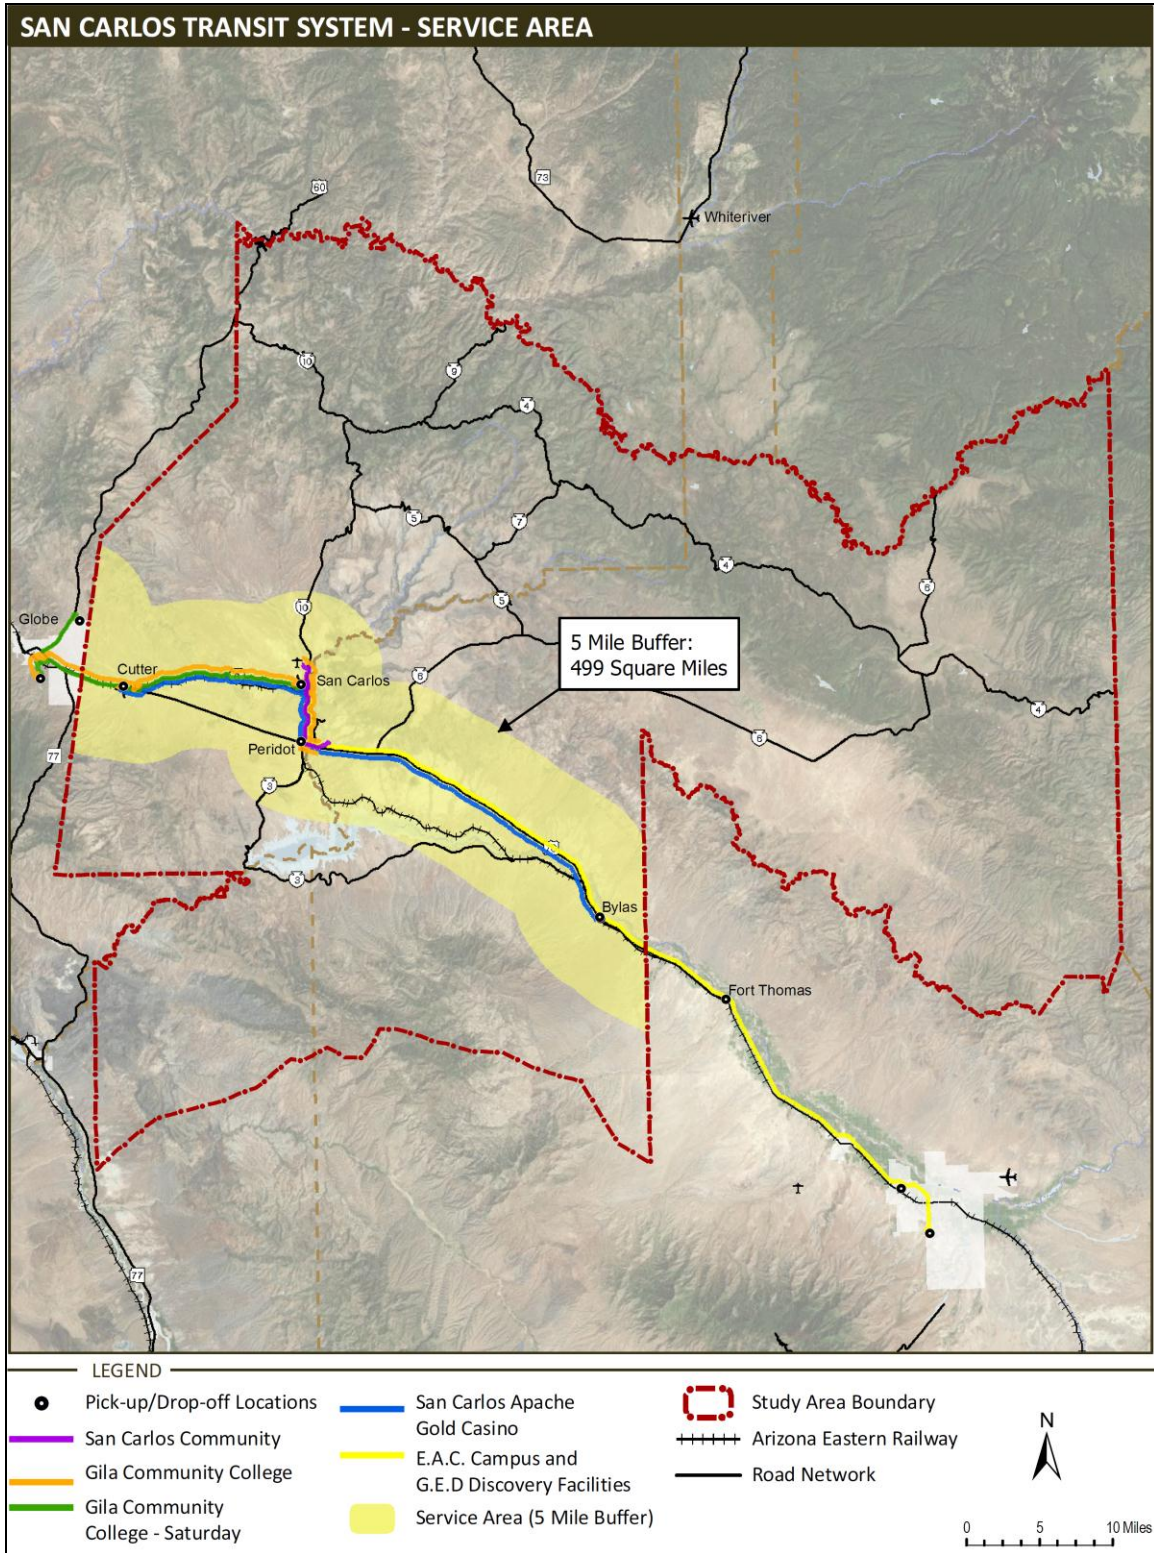 SAN CARLOS TRANSIT SYSTEM - SERVICE AREA
60
73
Whiteriver
10
9
4
5
7
4
5
6
10
Globe
5 Mile Buffer:
499 Square Miles
Cutter
San Carlos
6
4
Peridot
6
77
3
70
3
Bylas
Fort Thomas
77
LEGEND
Pick-up/Drop-off Locations
San Carlos Community
Gila Community College
Gila Community
College - Saturday
San Carlos Apache
Gold Casino
E.A.C. Campus and
G.E.D Discovery Facilities
Service Area (5 Mile Buffer)
Study Area Boundary
Arizona Eastern Railway
Road Network
N
0 5 10 Miles